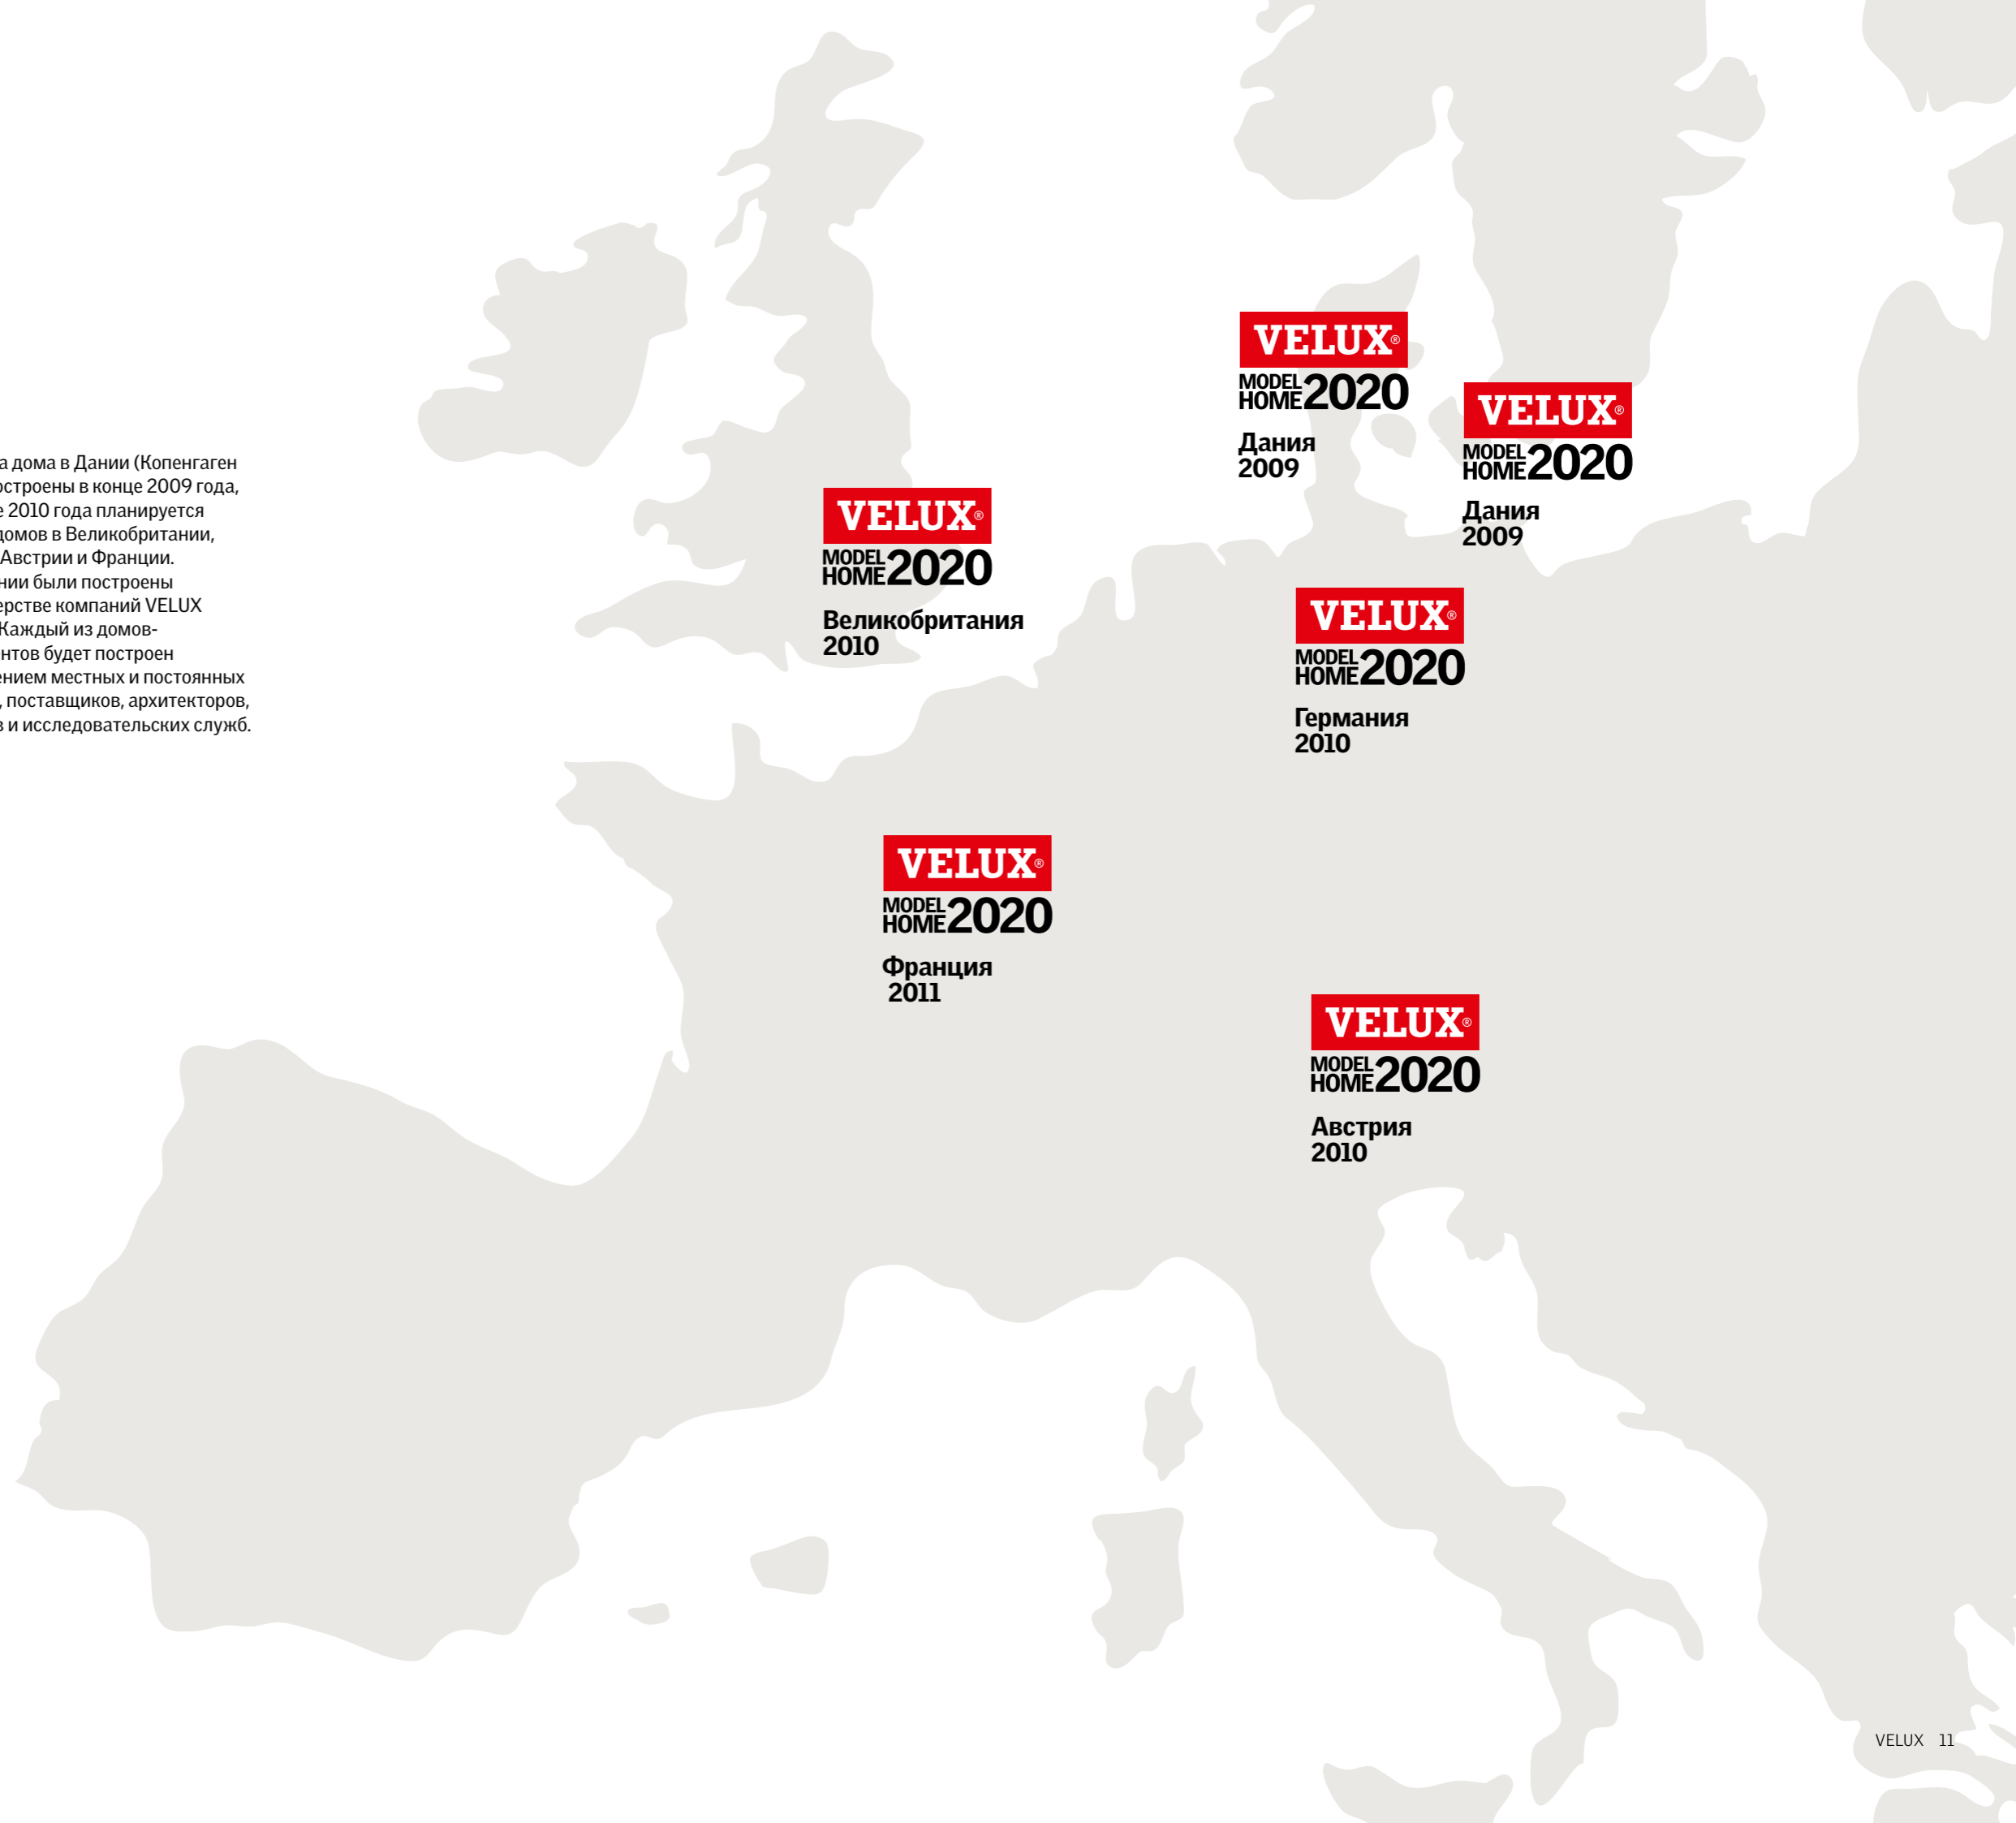 а дома в Дании (Копенгаген
остроены в конце 2009 года,
е 2010 года планируется
домов в Великобритании,
Австрии и Франции.
нии были построены
ерстве компаний VELUX
Каждый из домов-
нтов будет построен
ением местных и постоянных
, поставщиков, архитекторов,
в и исследовательских служб.
VELUX®
MODEL
HOME 2020
Дания
2009
VELUX®
MODEL
HOME 2020
Дания
2009
VELUX®
MODEL
HOME 2020
Великобритания
2010
VELUX®
MODEL
HOME 2020
Германия
2010
VELUX®
MODEL
HOME 2020
Франция
2011
VELUX®
MODEL
HOME 2020
Австрия
2010
VELUX 11